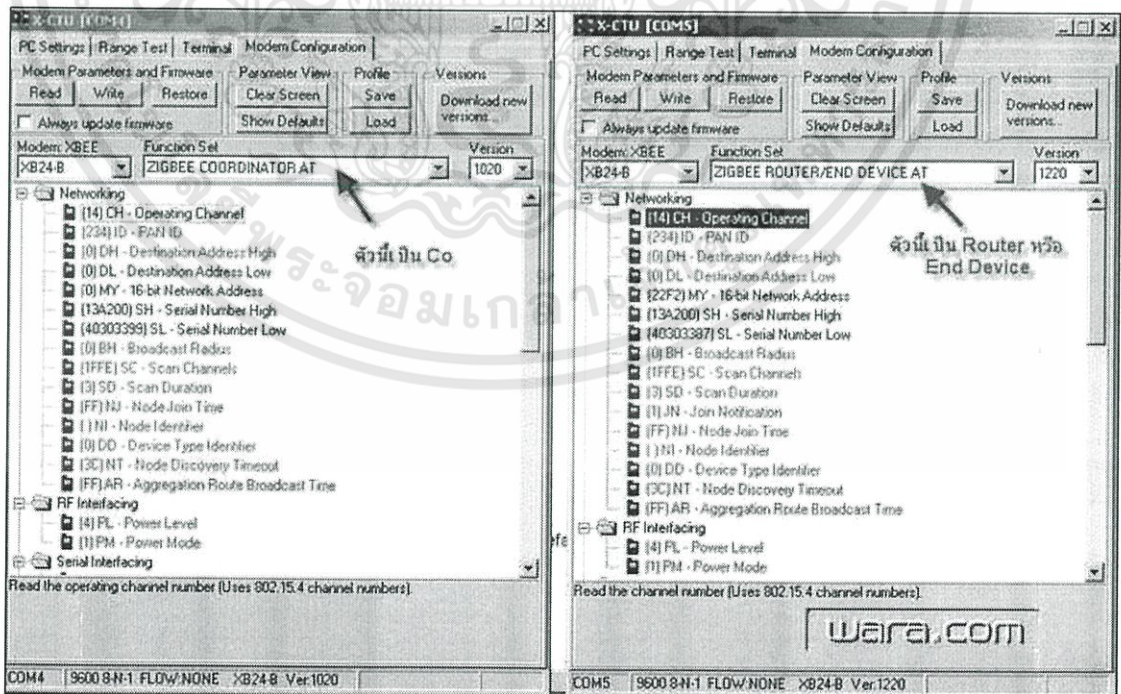 X-CTU [COM4]
PC Settings Range Test Terminal Modem Configuration
Modem Parameters and Firmware Parameter View Profile Versions
Read Write Restore Clear Screen Save Download new versions...
Always update firmware Show Defaults Load
Modem: XBEE Function Set Version
XB24-B ZIGBEE COORDINATOR AT 1020
Networking
(14) CH - Operating Channel
(234) ID - PAN ID
(0) DH - Destination Address High
(0) DL - Destination Address Low
(0) MY - 16-bit Network Address
(13A200) SH - Serial Number High
(40303399) SL - Serial Number Low
(0) BH - Broadcast Radius
(1FFE) SC - Scan Channels
(3) SD - Scan Duration
(FF) NJ - Node Join Time
( ) NI - Node Identifier
(0) DD - Device Type Identifier
(3C) NT - Node Discovery Timeout
(FF) AR - Aggregation Route Broadcast Time
RF Interfacing
(4) PL - Power Level
(1) PM - Power Mode
Serial Interfacing
ตัวนี้เป็น Co
Read the operating channel number (Uses 802.15.4 channel numbers).
COM4 9600 8-N-1 FLOW:NONE XB24-B Ver:1020
X-CTU [COM5]
PC Settings Range Test Terminal Modem Configuration
Modem Parameters and Firmware Parameter View Profile Versions
Read Write Restore Clear Screen Save Download new versions...
Always update firmware Show Defaults Load
Modem: XBEE Function Set Version
XB24-B ZIGBEE ROUTER/END DEVICE AT 1220
Networking
(14) CH - Operating Channel
(234) ID - PAN ID
(0) DH - Destination Address High
(0) DL - Destination Address Low
(22F2) MY - 16-bit Network Address
(13A200) SH - Serial Number High
(40303387) SL - Serial Number Low
(0) BH - Broadcast Radius
(1FFE) SC - Scan Channels
(3) SD - Scan Duration
(1) JN - Join Notification
(FF) NJ - Node Join Time
( ) NI - Node Identifier
(0) DD - Device Type Identifier
(3C) NT - Node Discovery Timeout
(FF) AR - Aggregation Route Broadcast Time
RF Interfacing
(4) PL - Power Level
(1) PM - Power Mode
ตัวนี้เป็น Router หรือ
End Device
Read the channel number (Uses 802.15.4 channel numbers).
wara.com
COM5 9600 8-N-1 FLOW:NONE XB24-B Ver:1220